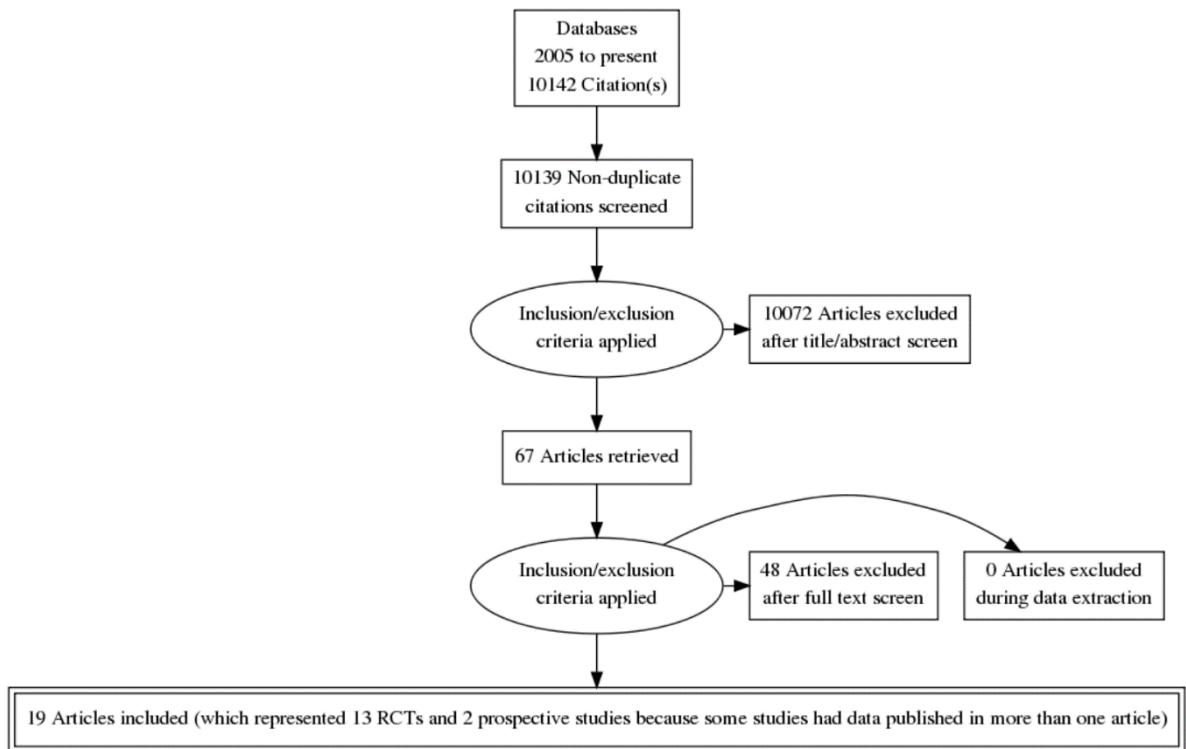 Databases
2005 to present
10142 Citation(s)
10139 Non-duplicate
citations screened
Inclusion/exclusion
criteria applied
10072 Articles excluded
after title/abstract screen
67 Articles retrieved
Inclusion/exclusion
criteria applied
48 Articles excluded
after full text screen
0 Articles excluded
during data extraction
19 Articles included (which represented 13 RCTs and 2 prospective studies because some studies had data published in more than one article)